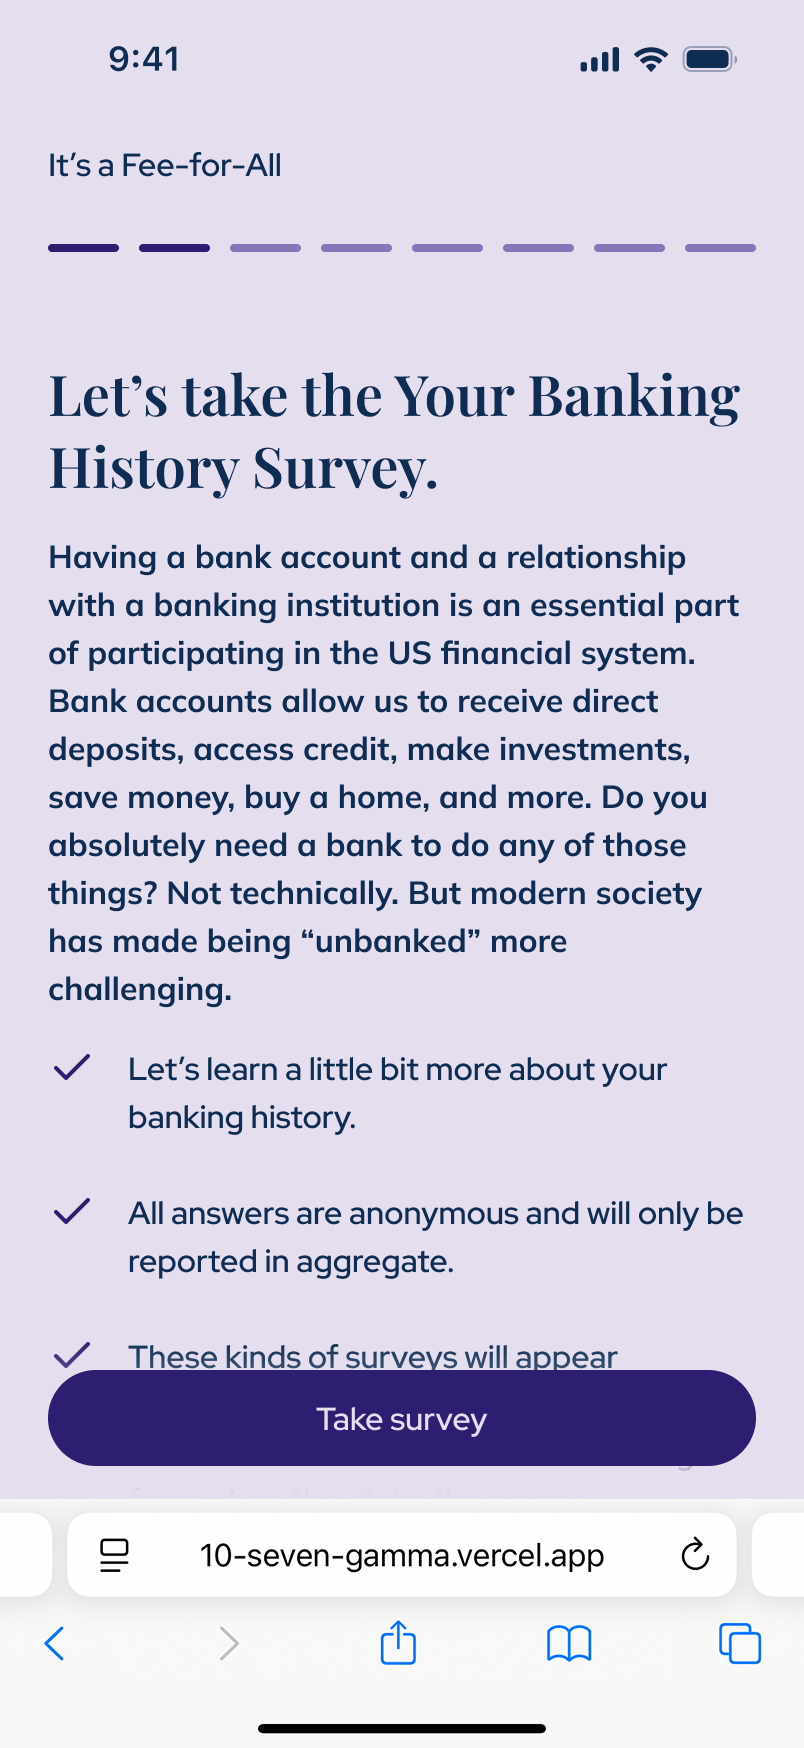 9:41
It’s a Fee-for-All
Let’s take the Your Banking
History Survey.
Having a bank account and a relationship
with a banking institution is an essential part
of participating in the US financial system.
Bank accounts allow us to receive direct
deposits, access credit, make investments,
save money, buy a home, and more. Do you
absolutely need a bank to do any of those
things? Not technically. But modern society
has made being “unbanked” more
challenging.
Let’s learn a little bit more about your
banking history.
All answers are anonymous and will only be
reported in aggregate.
These kinds of surveys will appear
Take survey
10-seven-gamma.vercel.app